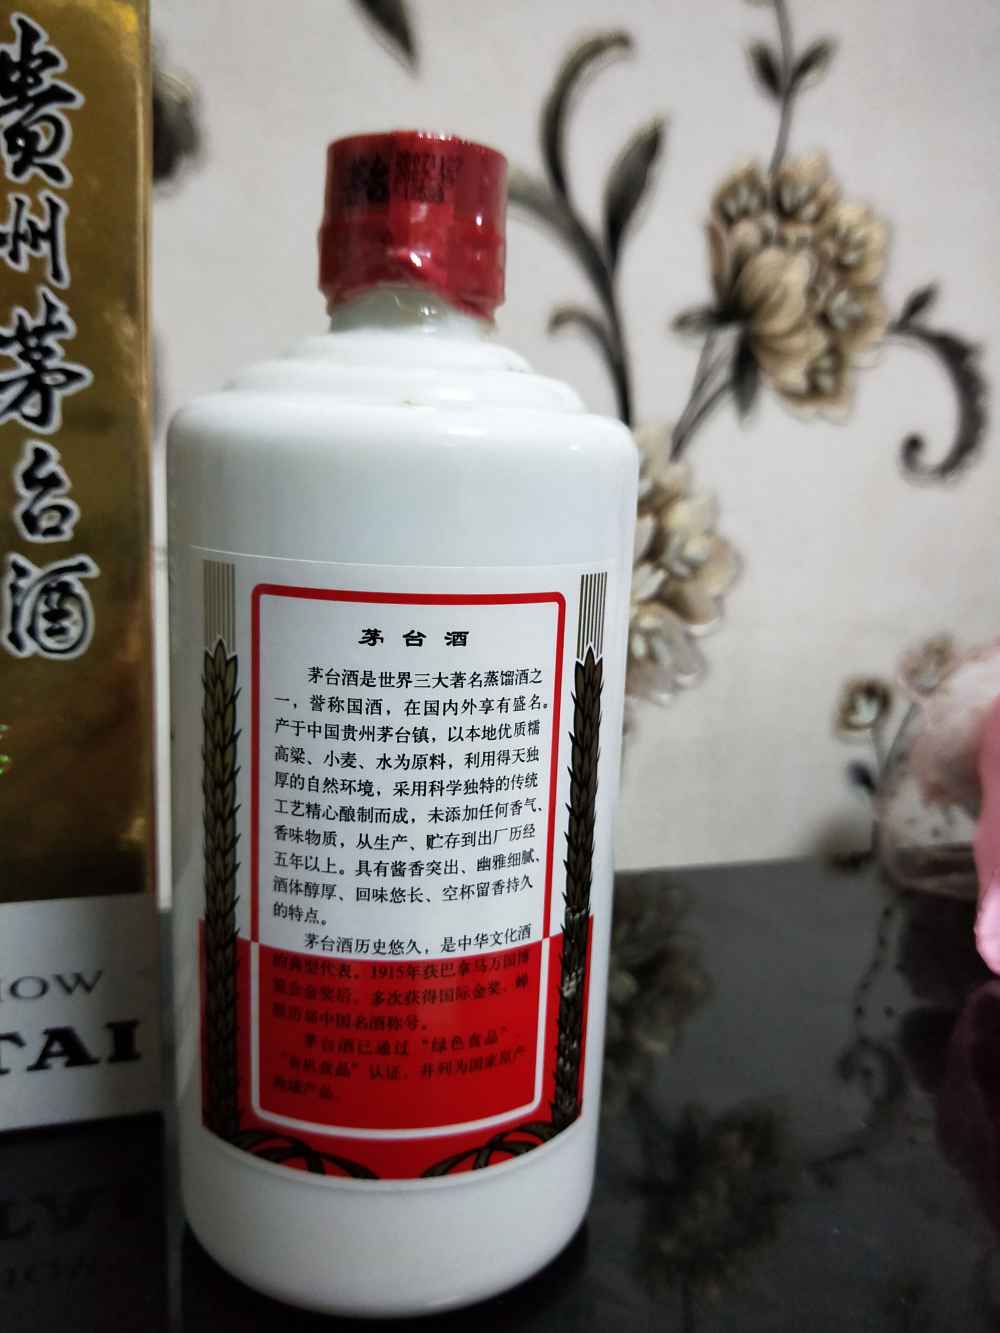 贵州茅台酒
HOW
TAI
茅台酒
茅台酒是世界三大著名蒸馏酒之
一，誉称国酒，在国内外享有盛名。
产于中国贵州茅台镇，以本地优质糯
高粱、小麦、水为原料，利用得天独
厚的自然环境，采用科学独特的传统
工艺精心酿制而成，未添加任何香气、
香味物质，从生产、贮存到出厂历经
五年以上。具有酱香突出、幽雅细腻、
酒体醇厚、回味悠长、空杯留香持久
的特点。
茅台酒历史悠久，是中华文化酒
的典型代表。1915年获巴拿马万国博
览会金奖后，多次获得国际金奖、蝉
联历届中国名酒称号。
茅台酒已通过“绿色食品”
“有机食品”认证，并列为国家原产
地域产品。